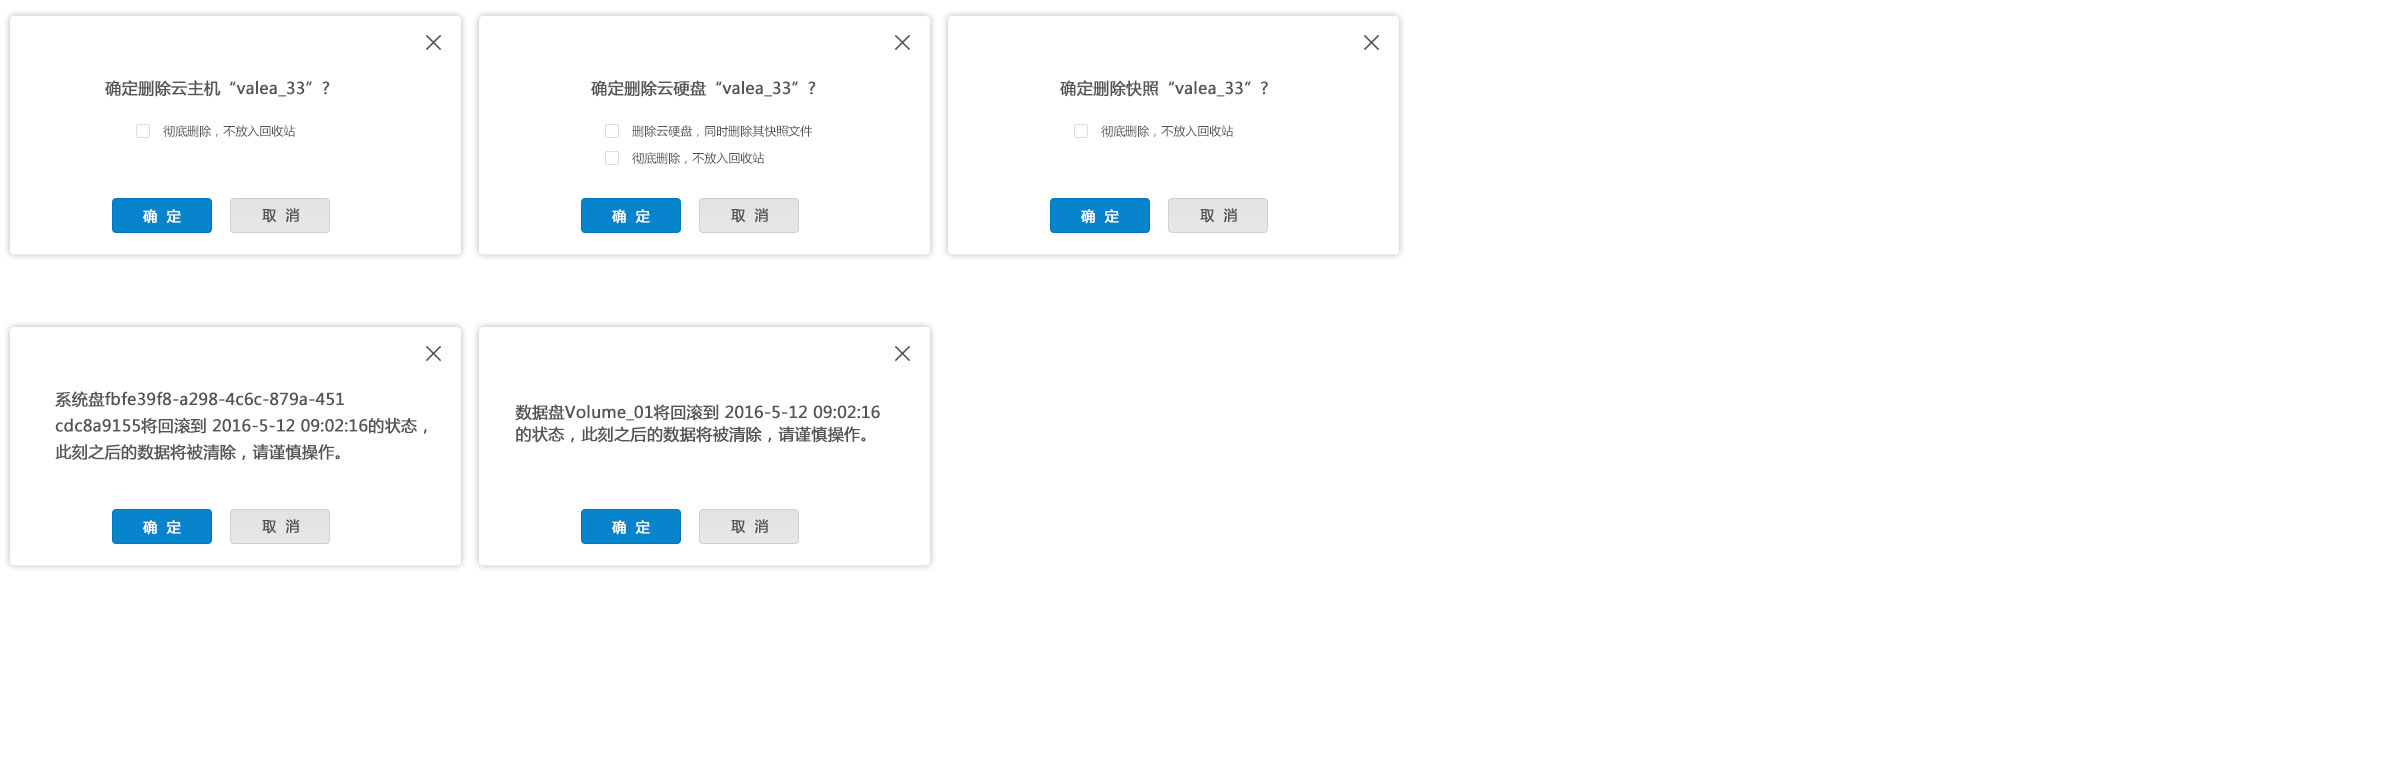 确定删除云主机“valea_33”？
彻底删除，不放入回收站
确 定
取 消
确定删除云硬盘“valea_33”？
删除云硬盘，同时删除其快照文件
彻底删除，不放入回收站
确 定
取 消
确定删除快照“valea_33”？
彻底删除，不放入回收站
确 定
取 消
系统盘fbfe39f8-a298-4c6c-879a-451
cdc8a9155将回滚到 2016-5-12 09:02:16的状态，
此刻之后的数据将被清除，请谨慎操作。
确 定
取 消
数据盘Volume_01将回滚到 2016-5-12 09:02:16
的状态，此刻之后的数据将被清除，请谨慎操作。
确 定
取 消